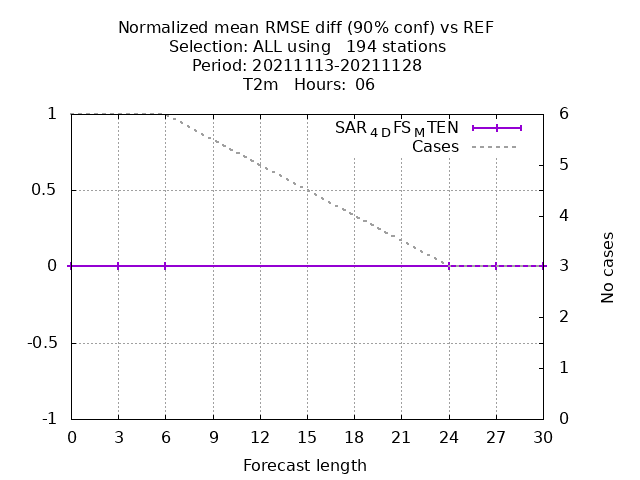 Normalized mean RMSE diff (90% conf) vs REF
Selection: ALL using   194 stations
Period: 20211113-20211128
T2m   Hours:  06
SAR4DFSMTEN
Cases
1
0.5
0
-0.5
-1
6
5
4
3
2
1
0
No cases
0 3 6 9 12 15 18 21 24 27 30
Forecast length